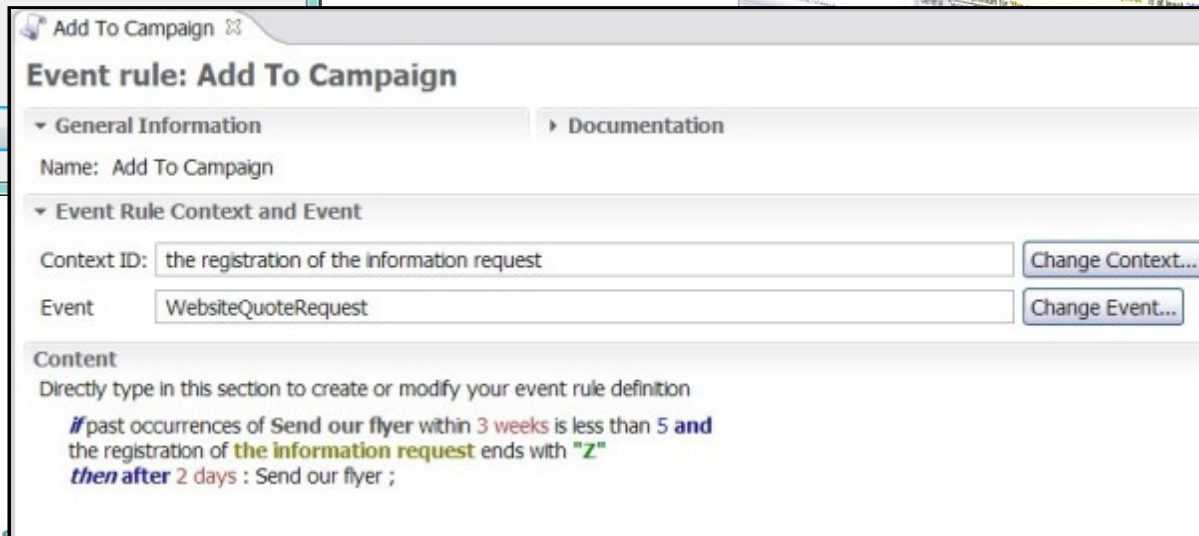 Add To Campaign
Event rule: Add To Campaign
General Information
Documentation
Name: Add To Campaign
Event Rule Context and Event
Context ID: the registration of the information request Change Context...
Event WebsiteQuoteRequest Change Event...
Content
Directly type in this section to create or modify your event rule definition
if past occurrences of Send our flyer within 3 weeks is less than 5 and
the registration of the information request ends with "Z"
then after 2 days : Send our flyer ;